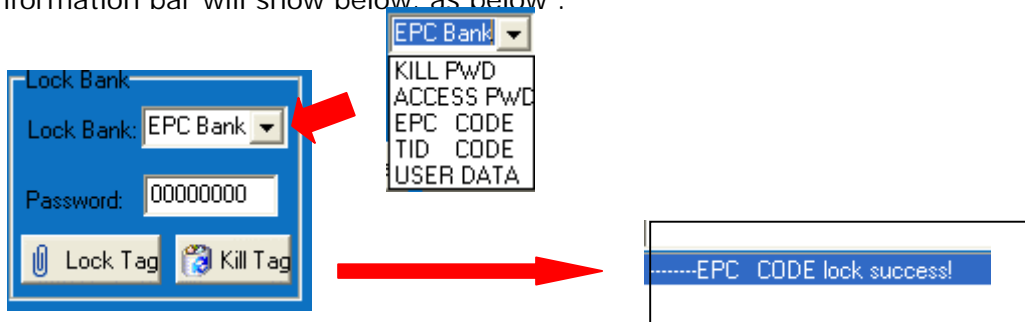 nformation bar will show below, as below :
EPC Bank
KILL PWD
ACCESS PWD
EPC CODE
TID CODE
USER DATA
Lock Bank
Lock Bank: EPC Bank
Password: 00000000
Lock Tag Kill Tag
--------EPC CODE lock success!